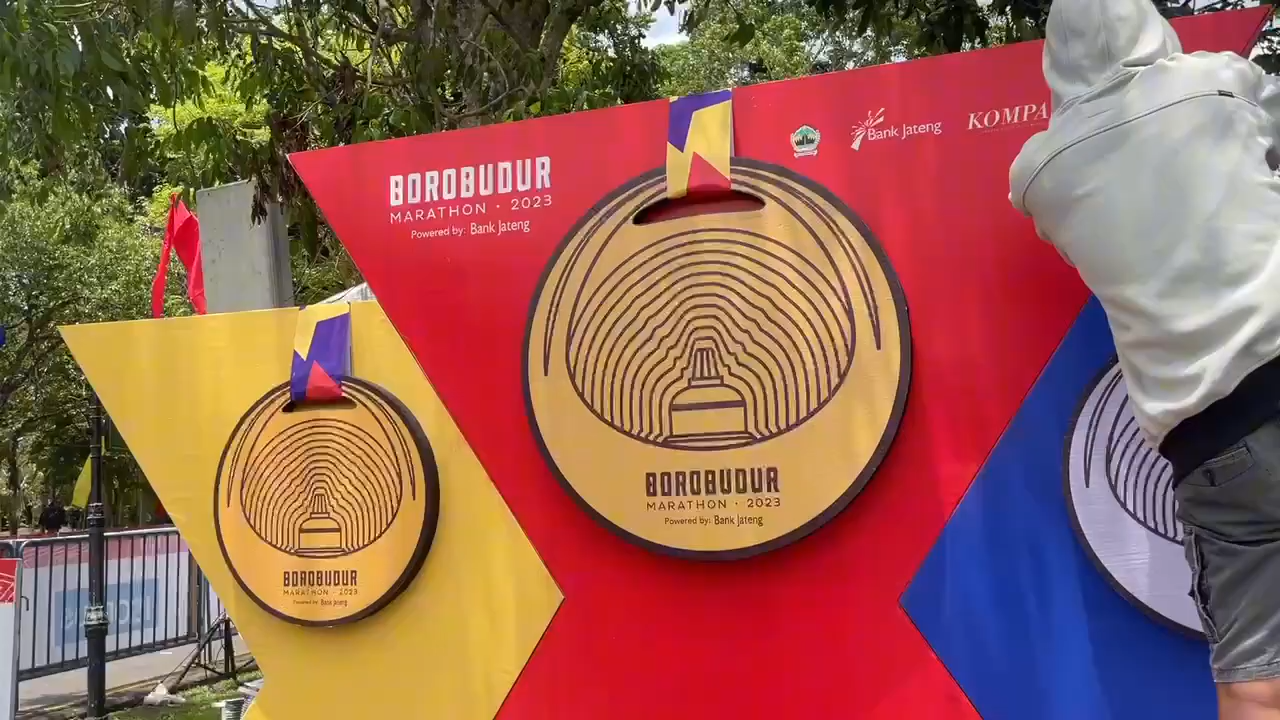 BOROBUDUR
MARATHON · 2023
Powered by: Bank Jateng
Bank Jateng
KOMPA
BOROBUDUR
MARATHON · 2023
Powered by: Bank Jateng
BOROBUDUR
MARATHON · 2023
Powered by: Bank Jateng